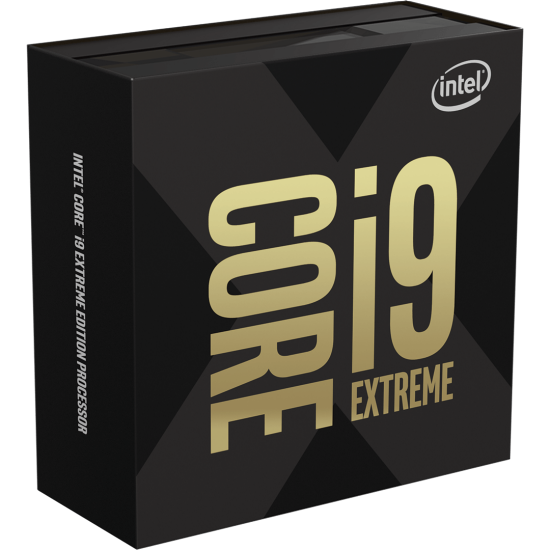 intel
CORE
i9
EXTREME
INTEL® CORE™ i9 EXTREME EDITION PROCESSOR